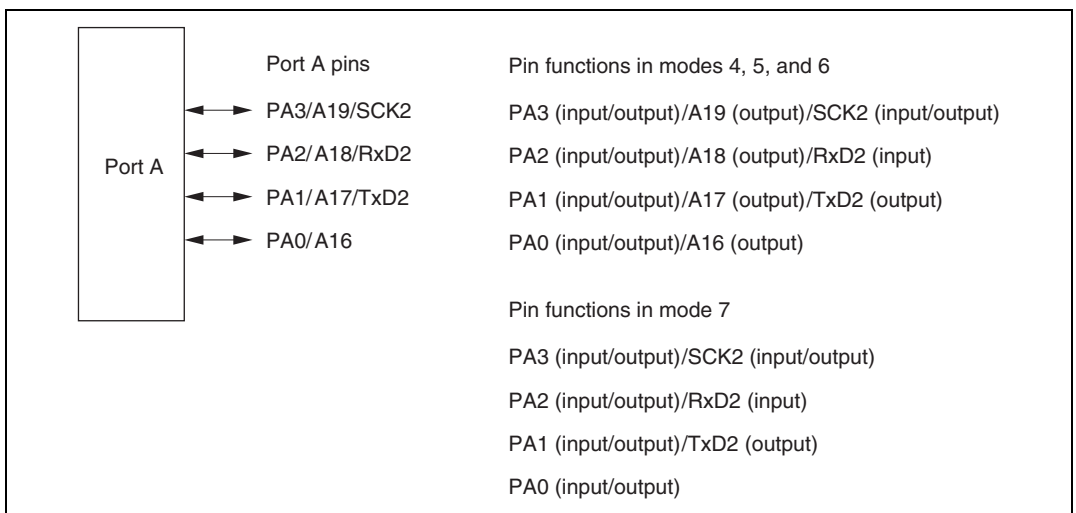 Port A
Port A pins
PA3/A19/SCK2
PA2/A18/RxD2
PA1/A17/TxD2
PA0/A16
Pin functions in modes 4, 5, and 6
PA3 (input/output)/A19 (output)/SCK2 (input/output)
PA2 (input/output)/A18 (output)/RxD2 (input)
PA1 (input/output)/A17 (output)/TxD2 (output)
PA0 (input/output)/A16 (output)
Pin functions in mode 7
PA3 (input/output)/SCK2 (input/output)
PA2 (input/output)/RxD2 (input)
PA1 (input/output)/TxD2 (output)
PA0 (input/output)